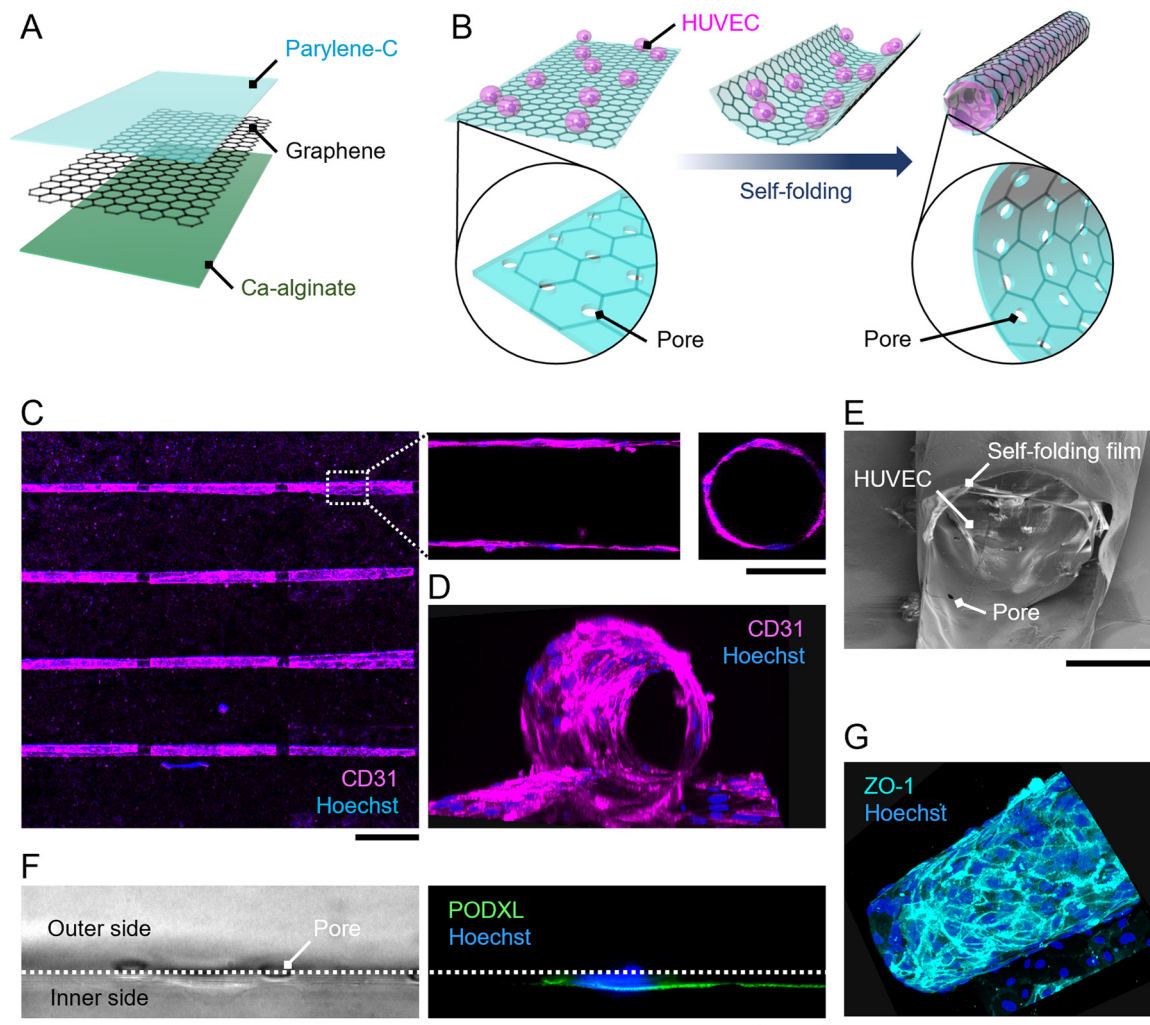 A
Parylene-C
Graphene
Ca-alginate
B
HUVEC
Self-folding
Pore
Pore
C
CD31
Hoechst
D
CD31
Hoechst
E
Self-folding film
HUVEC
Pore
F
Outer side
Pore
Inner side
PODXL
Hoechst
G
ZO-1
Hoechst